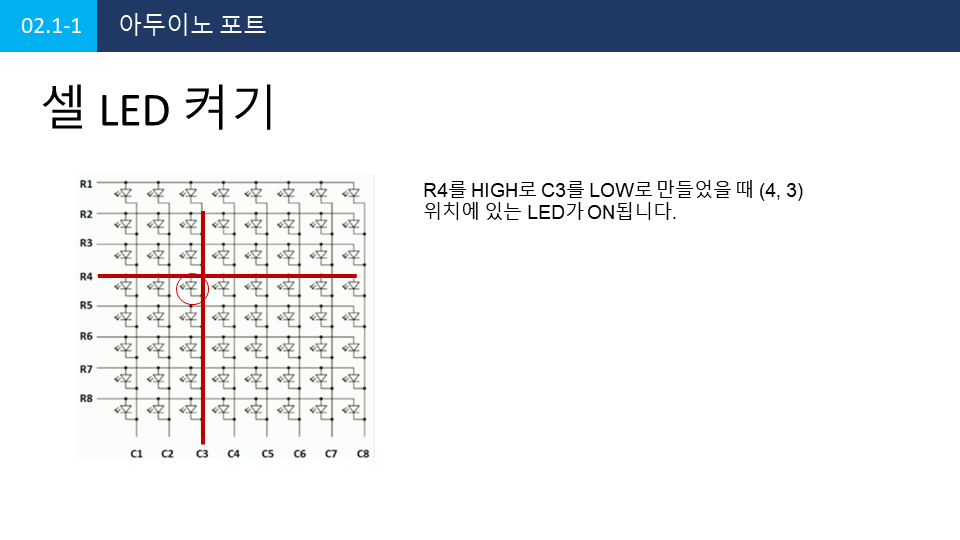 02.1-1 아두이노 포트
셀 LED 켜기
R4를 HIGH로 C3를 LOW로 만들었을 때 (4, 3)
위치에 있는 LED가 ON됩니다.
R1
R2
R3
R4
R5
R6
R7
R8
C1 C2 C3 C4 C5 C6 C7 C8